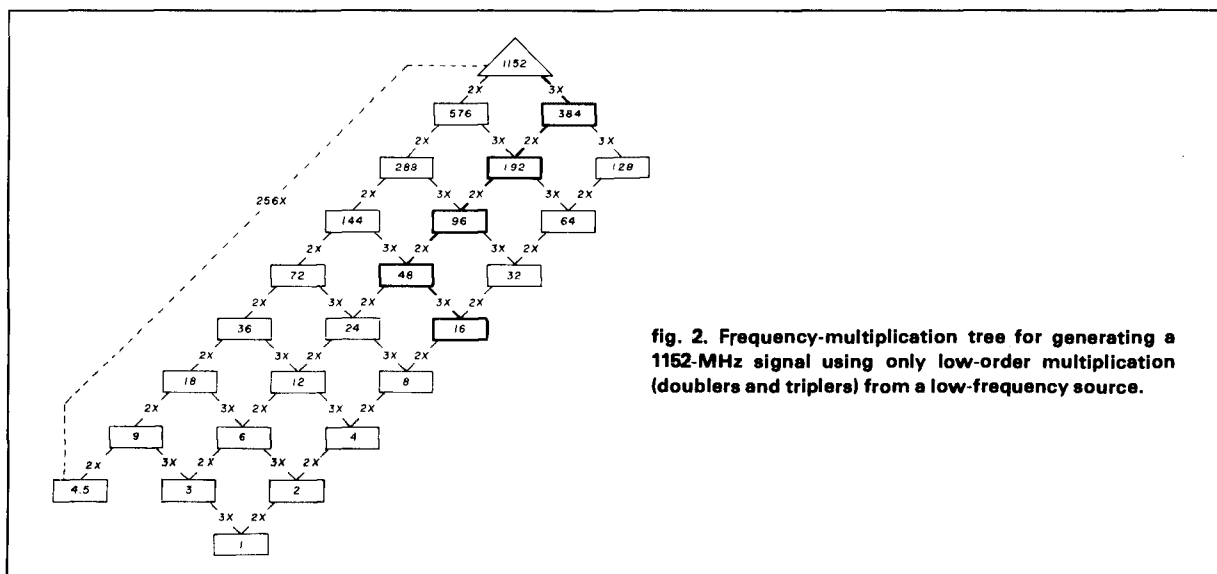 1152
2X 3X
576 384
2X 3X 2X 3X
288 192 128
256X 2X 3X 2X 3X 2X
144 96 64
2X 3X 2X 3X 2X
72 48 32
2X 3X 2X 3X 2X
36 24 16
2X 3X 2X 3X 2X
18 12 8
2X 3X 2X 3X 2X
9 6 4
2X 3X 2X 3X 2X
4.5 3 2
3X 2X
1
fig. 2. Frequency-multiplication tree for generating a
1152-MHz signal using only low-order multiplication
(doublers and triplers) from a low-frequency source.